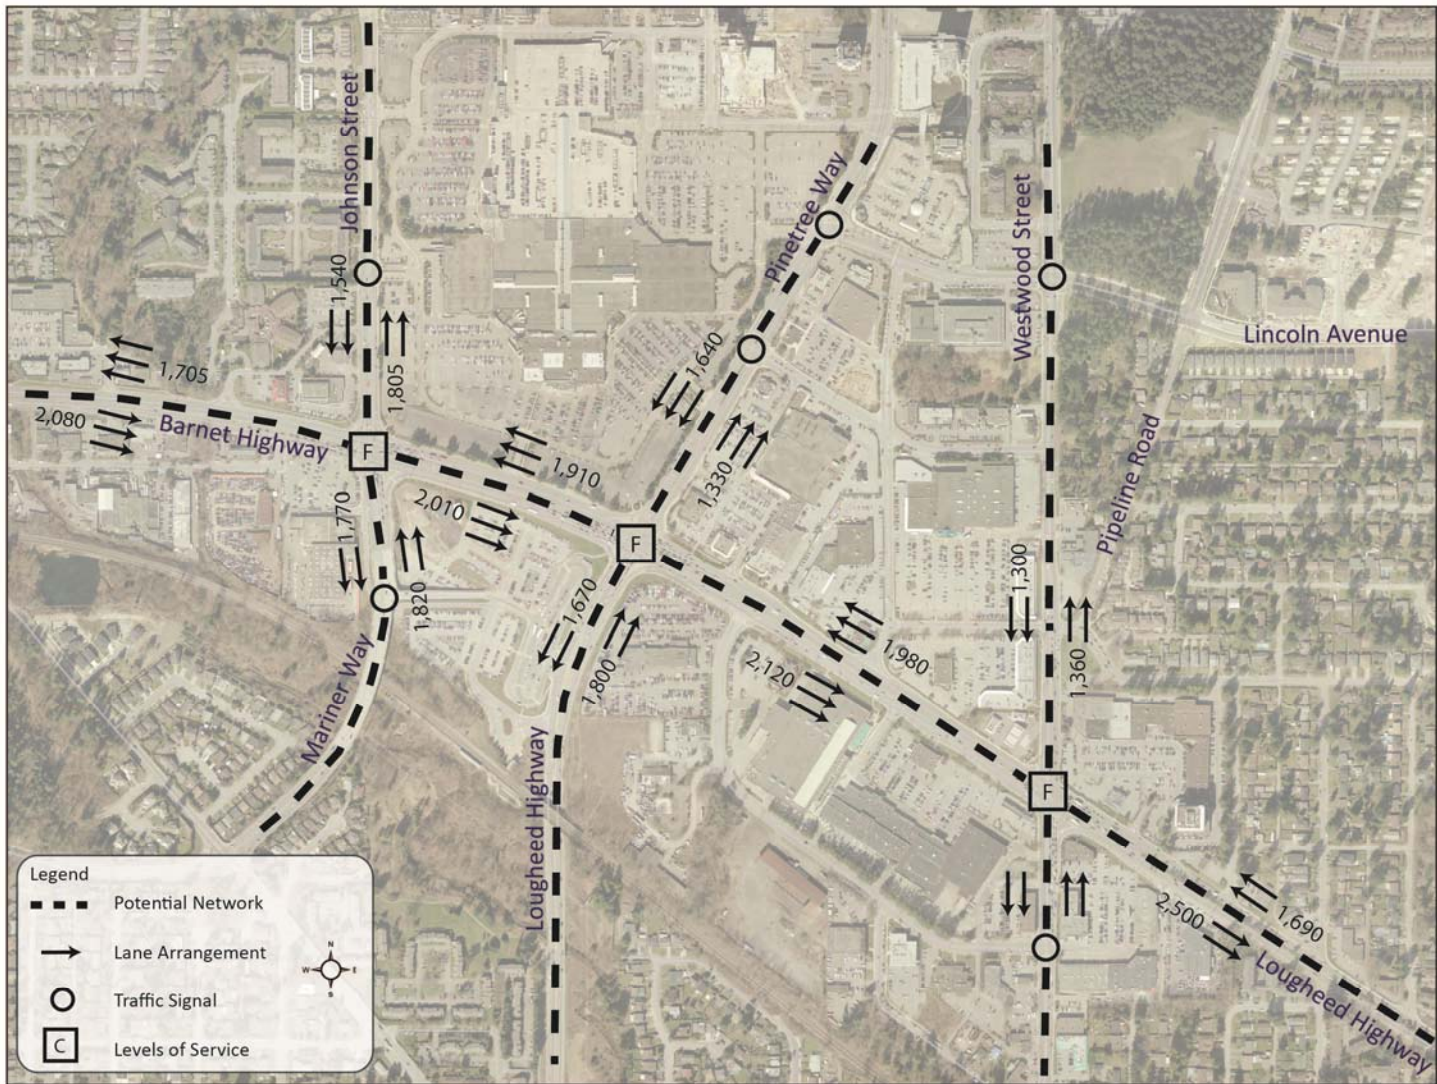 Johnson Street
Pinetree Way
Westwood Street
1,540
Lincoln Avenue
1,640
1,705
1,805
2,080
Barnet Highway
1,330
Pipeline Road
F
1,910
2,010
1,770
F
1,300
1,670
1,820
1,980
1,360
2,120
1,800
Mariner Way
Lougheed Highway
F
2,500
1,690
Lougheed Highway
Legend
Potential Network
Lane Arrangement
N
W E
S
Traffic Signal
C Levels of Service